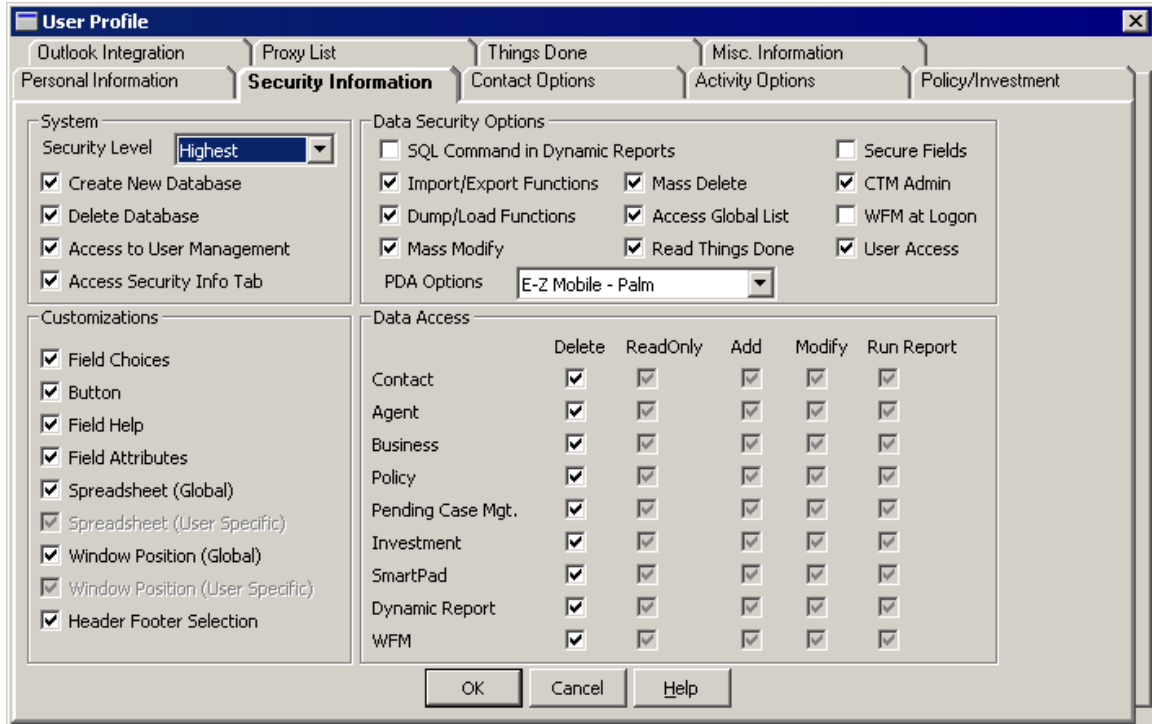 User Profile
Outlook Integration Proxy List Things Done Misc. Information
Personal Information Security Information Contact Options Activity Options Policy/Investment
System
Security Level Highest
Create New Database
Delete Database
Access to User Management
Access Security Info Tab
Data Security Options
SQL Command in Dynamic Reports Secure Fields
Import/Export Functions Mass Delete CTM Admin
Dump/Load Functions Access Global List WFM at Logon
Mass Modify Read Things Done User Access
PDA Options E-Z Mobile - Palm
Customizations
Field Choices
Button
Field Help
Field Attributes
Spreadsheet (Global)
Spreadsheet (User Specific)
Window Position (Global)
Window Position (User Specific)
Header Footer Selection
Data Access
Delete ReadOnly Add Modify Run Report
Contact
Agent
Business
Policy
Pending Case Mgt.
Investment
SmartPad
Dynamic Report
WFM
OK Cancel Help